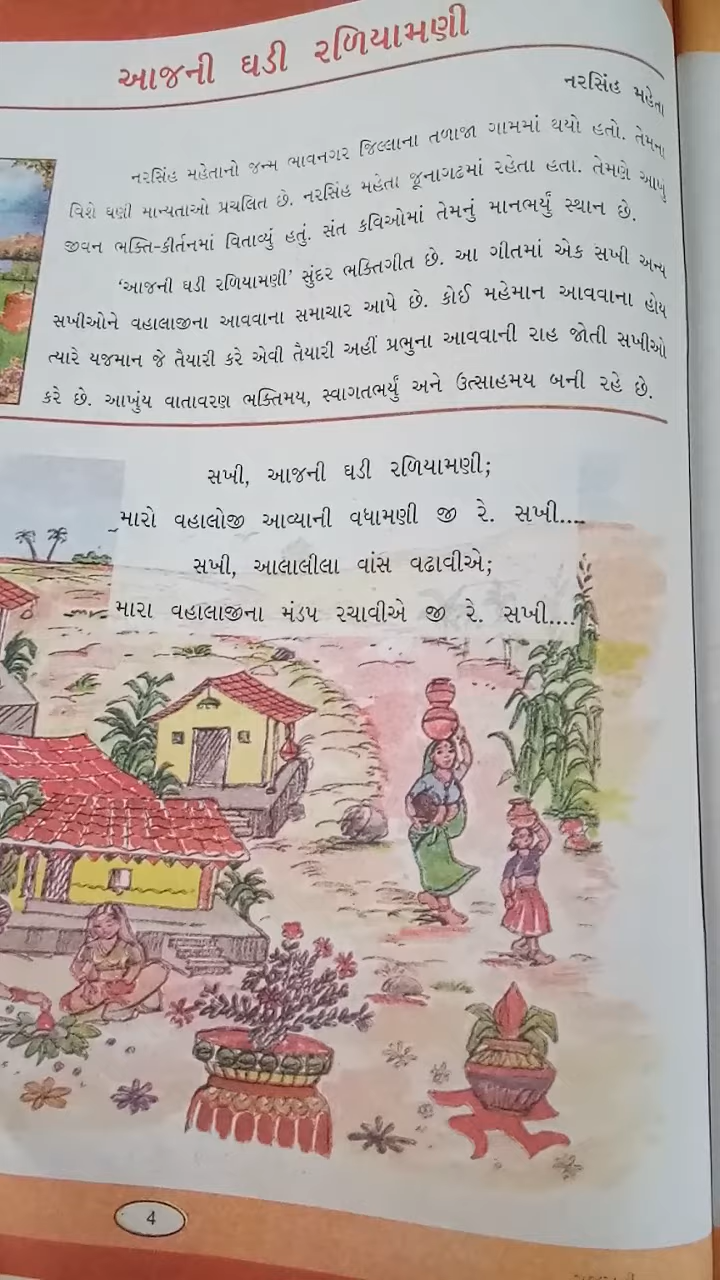 આજની ઘડી રળિયામણી
નરસિંહ મહેતા
નરસિંહ મહેતાનો જન્મ ભાવનગર જિલ્લાના તળાજા ગામમાં થયો હતો. તેમના
વિશે ઘણી માન્યતાઓ પ્રચલિત છે. નરસિંહ મહેતા જૂનાગઢમાં રહેતા હતા. તેમણે આખું
જીવન ભક્તિ-કીર્તનમાં વિતાવ્યું હતું. સંત કવિઓમાં તેમનું માનભર્યું સ્થાન છે.
‘આજની ઘડી રળિયામણી’ સુંદર ભક્તિગીત છે. આ ગીતમાં એક સખી અન્ય
સખીઓને વહાલાજીના આવવાના સમાચાર આપે છે. કોઈ મહેમાન આવવાના હોય
ત્યારે યજમાન જે તૈયારી કરે એવી તૈયારી અહીં પ્રભુના આવવાની રાહ જોતી સખીઓ
કરે છે. આખુંય વાતાવરણ ભક્તિમય, સ્વાગતભર્યું અને ઉત્સાહમય બની રહે છે.
સખી, આજની ઘડી રળિયામણી;
મારો વહાલોજી આવ્યાની વધામણી જી રે. સખી....
સખી, આલાલીલા વાંસ વઢાવીએ;
મારા વહાલાજીના મંડપ રચાવીએ જી રે. સખી....
4